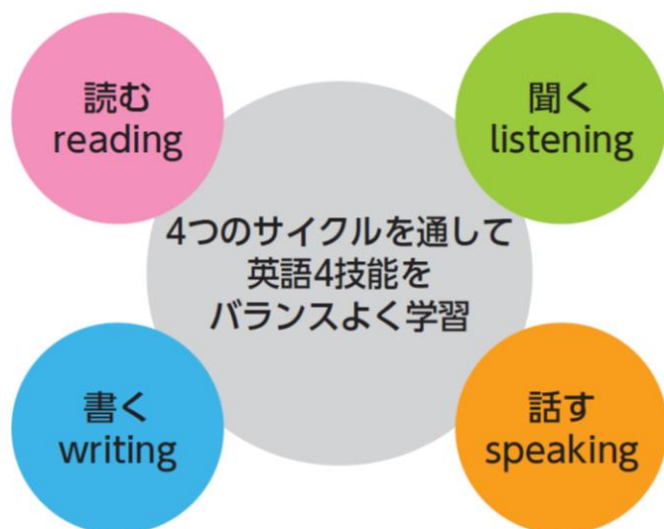 読む
reading
聞く
listening
4つのサイクルを通して
英語4技能を
バランスよく学習
書く
writing
話す
speaking